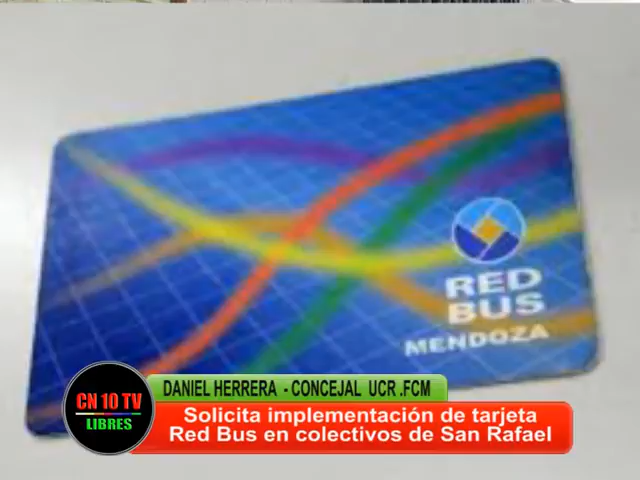 RED
BUS
MENDOZA
CN 10 TV
LIBRES
DANIEL HERRERA - CONCEJAL UCR .FCM
Solicita implementación de tarjeta
Red Bus en colectivos de San Rafael